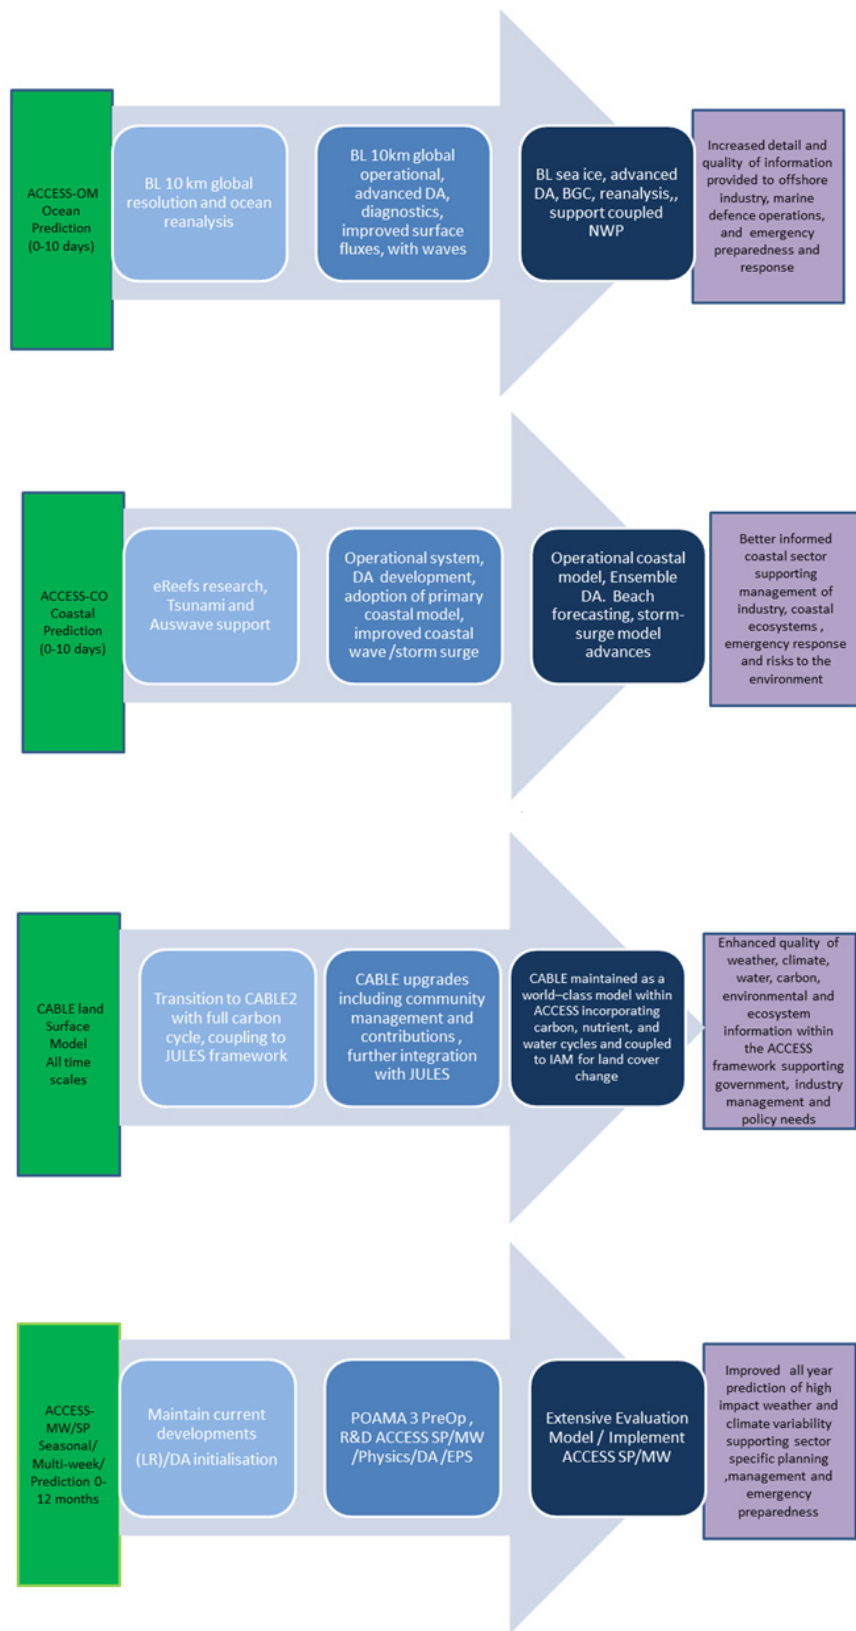 ACCESS-OM
Ocean
Prediction
(0-10 days)
BL 10 km global
resolution and ocean
reanalysis
BL 10km global
operational,
advanced DA,
diagnostics,
improved surface
fluxes, with waves
BL sea ice, advanced
DA, BGC, reanalysis,,
support coupled
NWP
Increased detail and
quality of information
provided to offshore
industry, marine
defence operations,
and emergency
preparedness and
response
ACCESS-CO
Coastal
Prediction
(0-10 days)
eReefs research,
Tsunami and
Auswave support
Operational system,
DA development,
adoption of primary
coastal model,
improved coastal
wave /storm surge
Operational coastal
model, Ensemble
DA. Beach
forecasting, storm-
surge model
advances
Better informed
coastal sector
supporting
management of
industry, coastal
ecosystems ,
emergency response
and risks to the
environment
CABLE land
Surface
Model
All time
scales
Transition to CABLE2
with full carbon
cycle, coupling to
JULES framework
CABLE upgrades
including community
management and
contributions ,
further integration
with JULES
CABLE maintained as a
world–class model within
ACCESS incorporating
carbon, nutrient, and
water cycles and coupled
to IAM for land cover
change
Enhanced quality of
weather, climate,
water, carbon,
environmental and
ecosystem
information within
the ACCESS
framework supporting
government, industry
management and
policy needs
ACCESS-
MW/SP
Seasonal/
Multi-week/
Prediction 0-
12 months
Maintain current
developments
(LR)/DA initialisation
POAMA 3 PreOp ,
R&D ACCESS SP/MW
/Physics/DA /EPS
Extensive Evaluation
Model / Implement
ACCESS SP/MW
Improved all year
prediction of high
impact weather and
climate variability
supporting sector
specific planning
,management and
emergency
preparedness